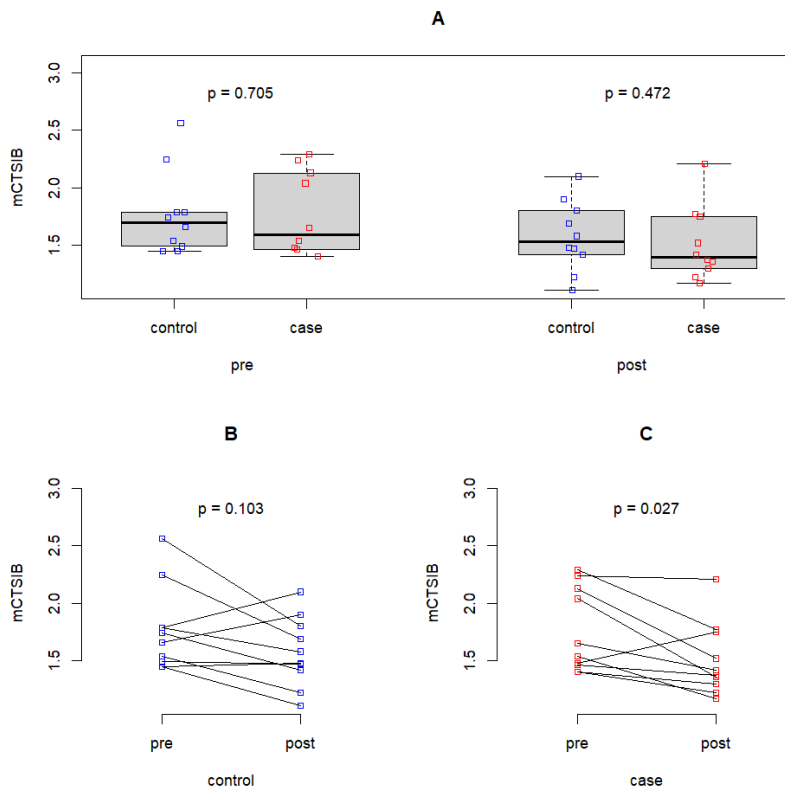 A
mCTSIB
3.0
2.5
2.0
1.5
p = 0.705
p = 0.472
control
case
control
case
pre
post
B
mCTSIB
3.0
2.5
2.0
1.5
p = 0.103
pre
post
control
C
mCTSIB
3.0
2.5
2.0
1.5
p = 0.027
pre
post
case